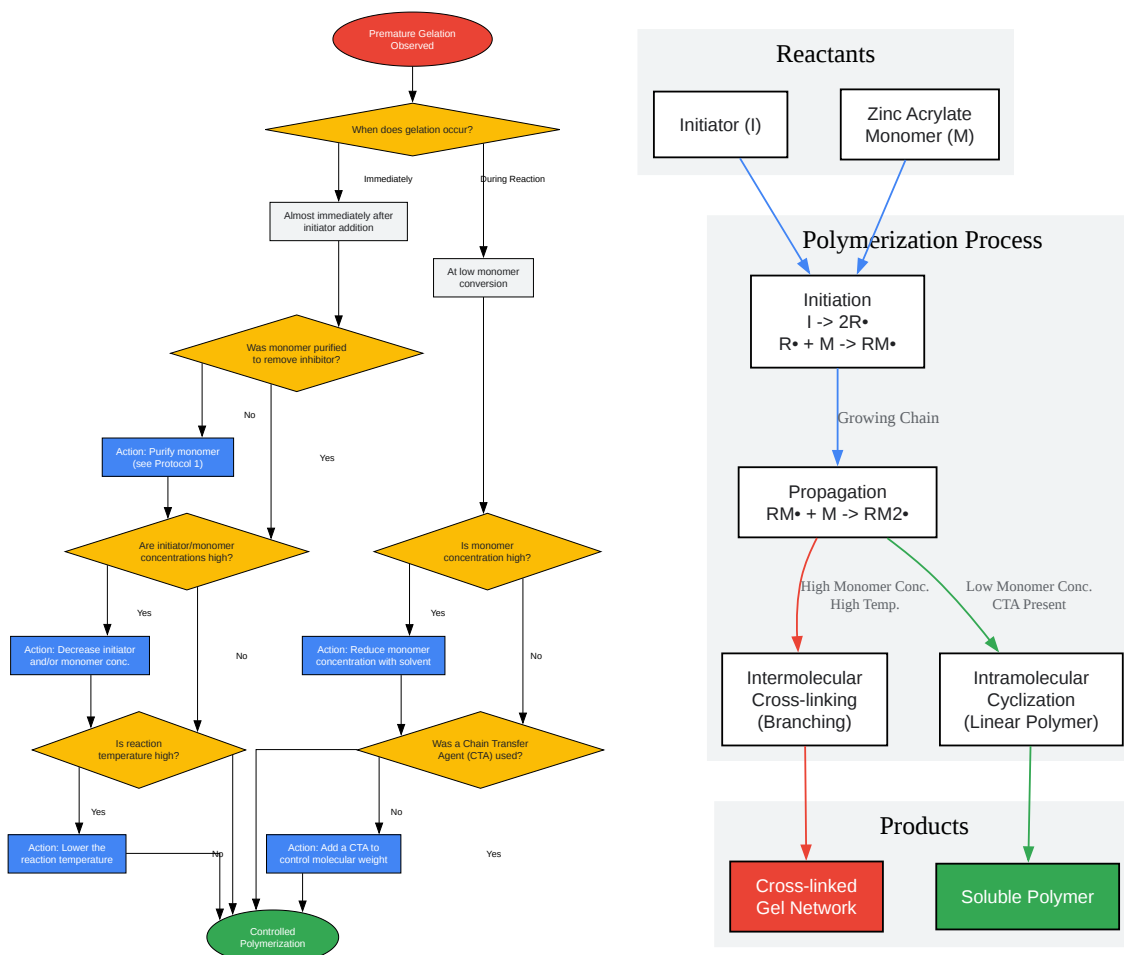 Premature Gelation
Observed
When does gelation occur?
Immediately
During Reaction
Almost immediately after
initiator addition
At low monomer
conversion
Was monomer purified
to remove inhibitor?
No
Yes
Action: Purify monomer
(see Protocol 1)
Are initiator/monomer
concentrations high?
Is monomer
concentration high?
Yes
No
Yes
No
Action: Decrease initiator
and/or monomer conc.
Action: Reduce monomer
concentration with solvent
Is reaction
temperature high?
Was a Chain Transfer
Agent (CTA) used?
Yes
No
No
Yes
Action: Lower the
reaction temperature
Action: Add a CTA to
control molecular weight
Controlled
Polymerization
Reactants
Initiator (I)
Zinc Acrylate
Monomer (M)
Polymerization Process
Initiation
I -> 2R•
R• + M -> RM•
Growing Chain
Propagation
RM• + M -> RM2•
High Monomer Conc.
High Temp.
Low Monomer Conc.
CTA Present
Intermolecular
Cross-linking
(Branching)
Intramolecular
Cyclization
(Linear Polymer)
Products
Cross-linked
Gel Network
Soluble Polymer